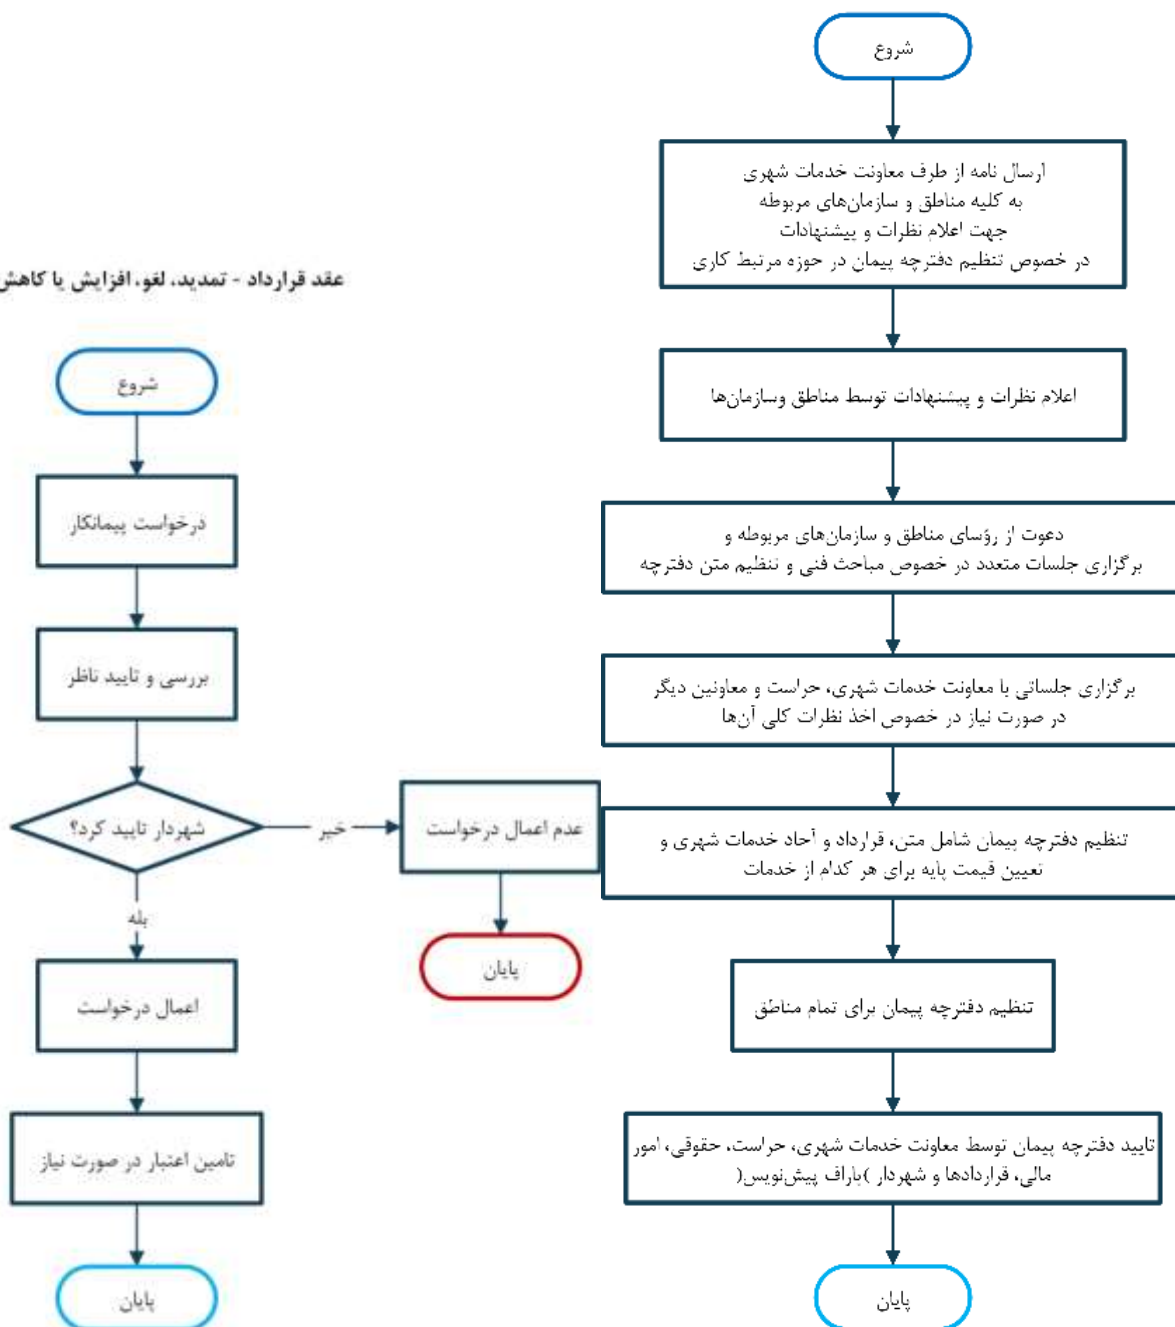 شروع
ارسال نامه از طرف معاونت خدمات شهری
به کلیه مناطق و سازمان‌های مربوطه
جهت اعلام نظرات و پیشنهادات
در خصوص تنظیم دفترچه پیمان در حوزه مرتبط کاری
اعلام نظرات و پیشنهادات توسط مناطق وسازمان‌ها
دعوت از رؤسای مناطق و سازمان‌های مربوطه و
برگزاری جلسات متعدد در خصوص مباحث فنی و تنظیم متن دفترچه
برگزاری جلساتی با معاونت خدمات شهری، حراست و معاونین دیگر
در صورت نیاز در خصوص اخذ نظرات کلی آن‌ها
تنظیم دفترچه پیمان شامل متن، قرارداد و آحاد خدمات شهری و
تعیین قیمت پایه برای هر کدام از خدمات
تنظیم دفترچه پیمان برای تمام مناطق
تایید دفترچه پیمان توسط معاونت خدمات شهری، حراست، حقوقی، امور
مالی، قراردادها و شهردار )باراف پیش‌نویس(
پایان
عقد قرارداد - تمدید، لغو، افزایش یا کاهش
شروع
درخواست پیمانکار
بررسی و تایید ناظر
شهردار تایید کرد؟
خیر
عدم اعمال درخواست
پایان
بله
اعمال درخواست
تامین اعتبار در صورت نیاز
پایان